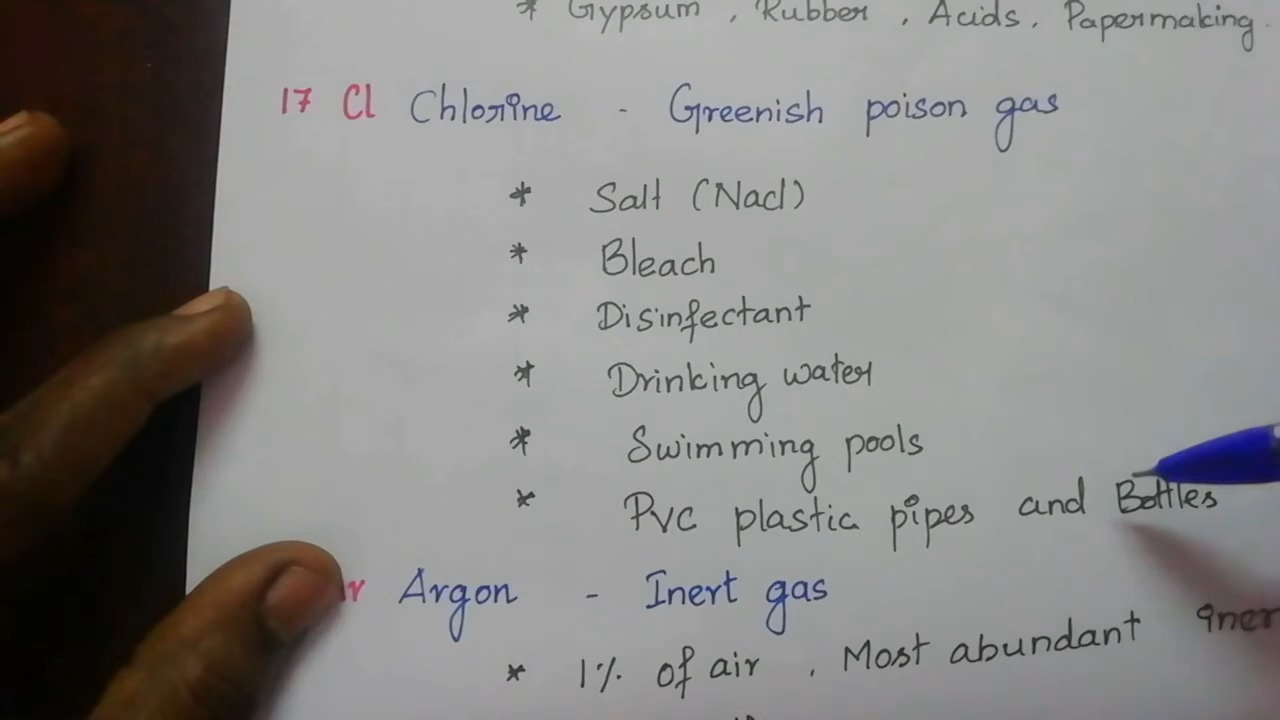 * Gypsum , Rubber , Acids . Papermaking .
17 Cl Chlorine - Greenish poison gas
* Salt (Nacl)
* Bleach
* Disinfectant
* Drinking water
* Swimming pools
* Pvc plastic pipes and Bottles
r Argon - Inert gas
* 1% of air . Most abundant iner